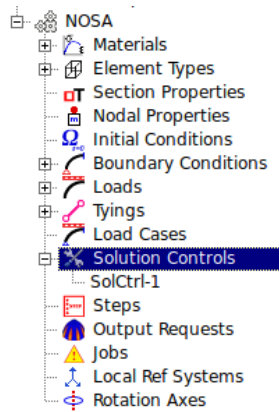 NOSA
Materials
Element Types
Section Properties
Nodal Properties
Initial Conditions
Boundary Conditions
Loads
Tyings
Load Cases
Solution Controls
SolCtrl-1
Steps
Output Requests
Jobs
Local Ref Systems
Rotation Axes